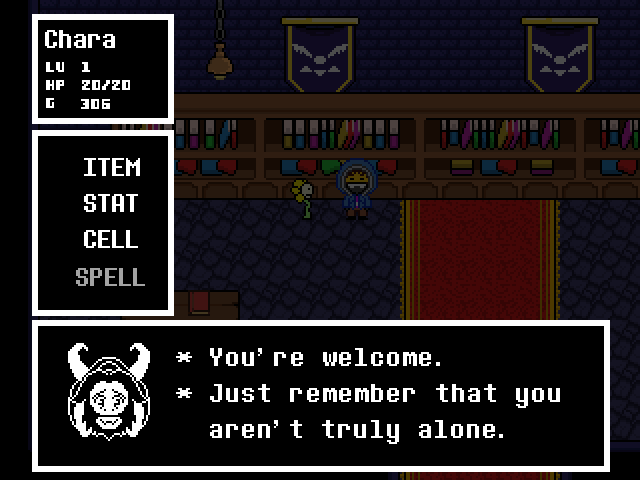 Chara
LV 1
HP 20/20
G 306
ITEM
STAT
CELL
SPELL
* You're welcome.
* Just remember that you
aren't truly alone.